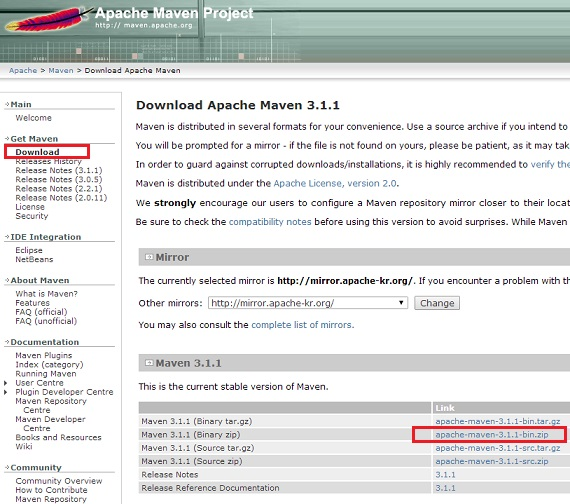 Apache Maven Project
http://maven.apache.org
Apache > Maven > Download Apache Maven
Main
Welcome
Get Maven
Download
Releases History
Release Notes (3.1.1)
Release Notes (3.0.5)
Release Notes (2.2.1)
Release Notes (2.0.11)
License
Security
IDE Integration
Eclipse
NetBeans
About Maven
What is Maven?
Features
FAQ (official)
FAQ (unofficial)
Documentation
Maven Plugins
Index (category)
Running Maven
User Centre
Plugin Developer Centre
Maven Repository
Centre
Maven Developer
Centre
Books and Resources
Wiki
Community
Community Overview
How to Contribute
Maven Repository
Download Apache Maven 3.1.1
Maven is distributed in several formats for your convenience. Use a source archive if you intend to
You will be prompted for a mirror - if the file is not found on yours, please be patient, as it may tak
In order to guard against corrupted downloads/installations, it is highly recommended to verify the
Maven is distributed under the Apache License, version 2.0.
We strongly encourage our users to configure a Maven repository mirror closer to their locat
Be sure to check the compatibility notes before using this version to avoid surprises. While Maven
Mirror
The currently selected mirror is http://mirror.apache-kr.org/. If you encounter a problem with th
Other mirrors: http://mirror.apache-kr.org/ Change
You may also consult the complete list of mirrors.
Maven 3.1.1
This is the current stable version of Maven.
Link
Maven 3.1.1 (Binary tar.gz) apache-maven-3.1.1-bin.tar.gz
Maven 3.1.1 (Binary zip) apache-maven-3.1.1-bin.zip
Maven 3.1.1 (Source tar.gz) apache-maven-3.1.1-src.tar.gz
Maven 3.1.1 (Source zip) apache-maven-3.1.1-src.zip
Release Notes 3.1.1
Release Reference Documentation 3.1.1